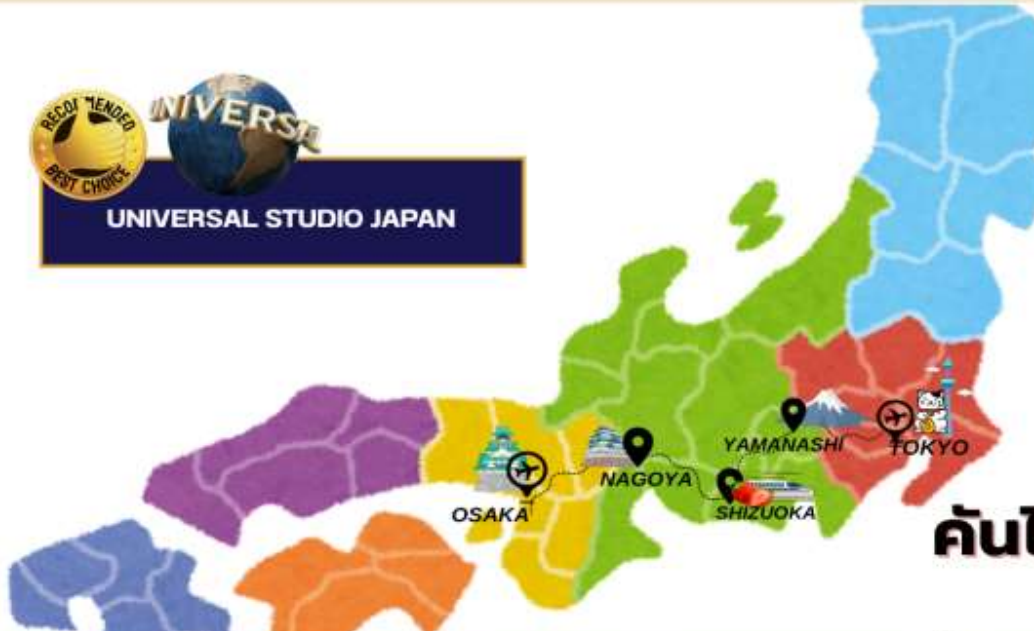 RECOMMENDED
BEST CHOICE
UNIVERSAL
UNIVERSAL STUDIO JAPAN
YAMANASHI
TOKYO
NAGOYA
SHIZUOKA
OSAKA